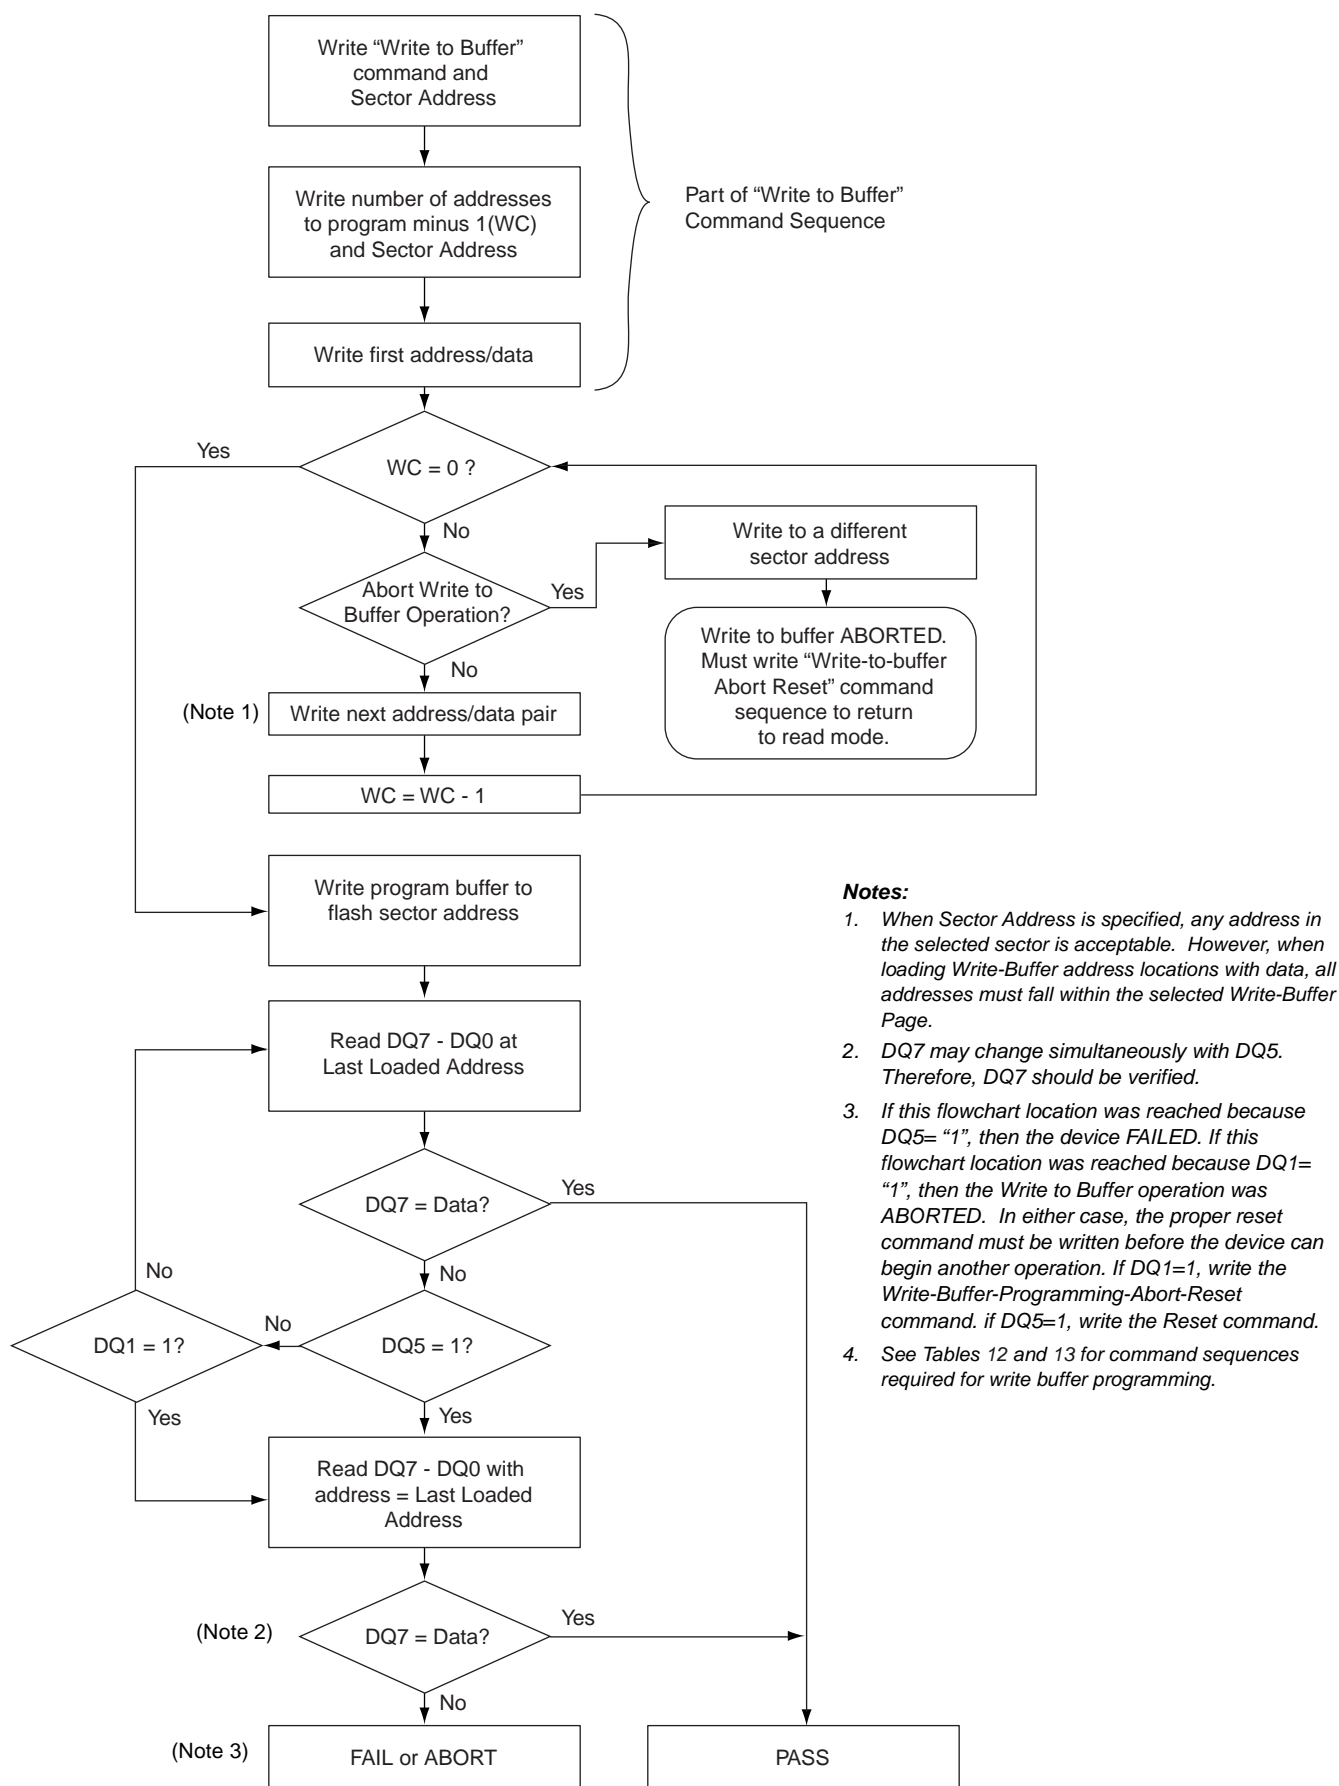 Write “Write to Buffer”
command and
Sector Address
Write number of addresses
to program minus 1(WC)
and Sector Address
Part of “Write to Buffer”
Command Sequence
Write first address/data
Yes
WC = 0 ?
No
Write to a different
sector address
Abort Write to
Buffer Operation?
Yes
Write to buffer ABORTED.
Must write “Write-to-buffer
Abort Reset” command
sequence to return
to read mode.
No
(Note 1)
Write next address/data pair
WC = WC - 1
Write program buffer to
flash sector address
Notes:
1. When Sector Address is specified, any address in
the selected sector is acceptable. However, when
loading Write-Buffer address locations with data, all
addresses must fall within the selected Write-Buffer
Page.
2. DQ7 may change simultaneously with DQ5.
Therefore, DQ7 should be verified.
3. If this flowchart location was reached because
DQ5= “1”, then the device FAILED. If this
flowchart location was reached because DQ1=
“1”, then the Write to Buffer operation was
ABORTED. In either case, the proper reset
command must be written before the device can
begin another operation. If DQ1=1, write the
Write-Buffer-Programming-Abort-Reset
command. if DQ5=1, write the Reset command.
4. See Tables 12 and 13 for command sequences
required for write buffer programming.
Read DQ7 - DQ0 at
Last Loaded Address
DQ7 = Data?
Yes
No
No
DQ1 = 1?
No
DQ5 = 1?
Yes
Yes
Read DQ7 - DQ0 with
address = Last Loaded
Address
(Note 2)
DQ7 = Data?
Yes
No
(Note 3)
FAIL or ABORT
PASS